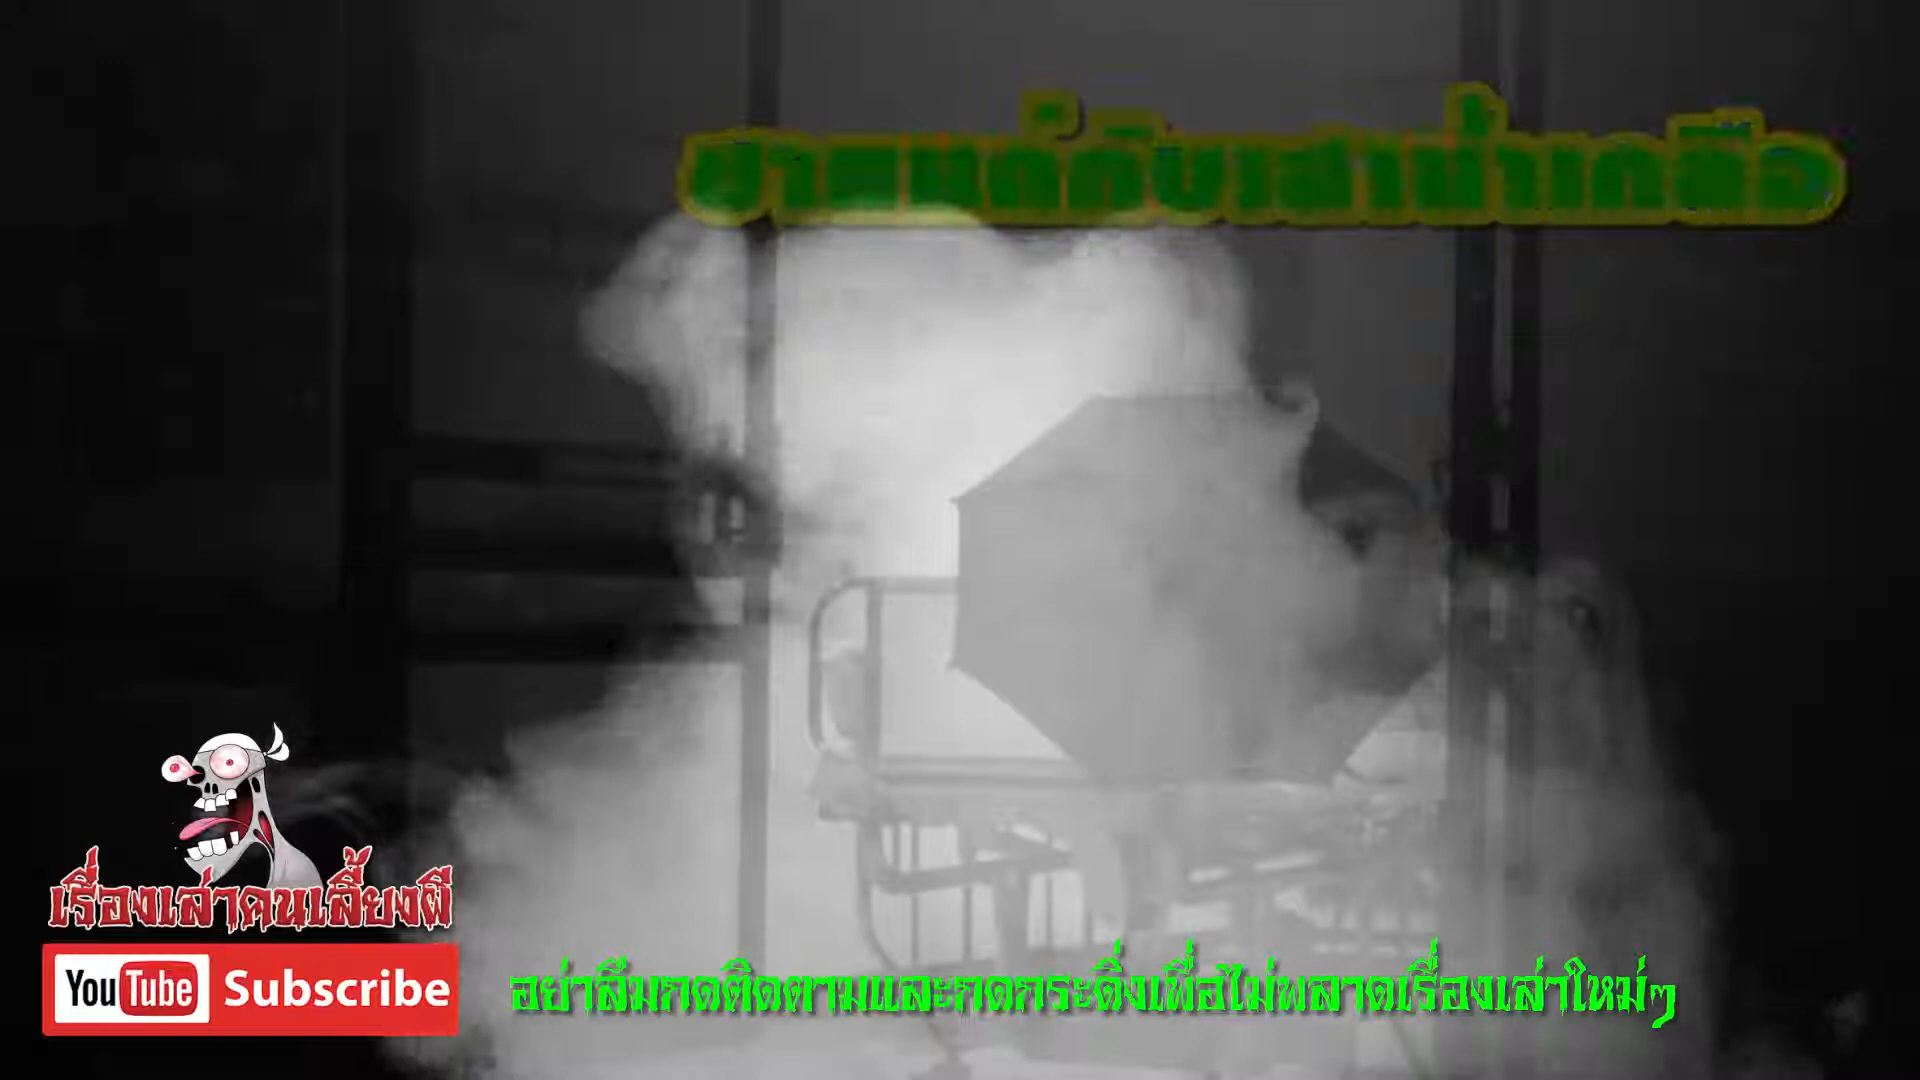 เรื่องเล่าคนเลี้ยงผี
YouTube Subscribe
อย่าลืมกดติดตามและกดกระดิ่งเพื่อไม่พลาดเรื่องเล่าใหม่ๆ